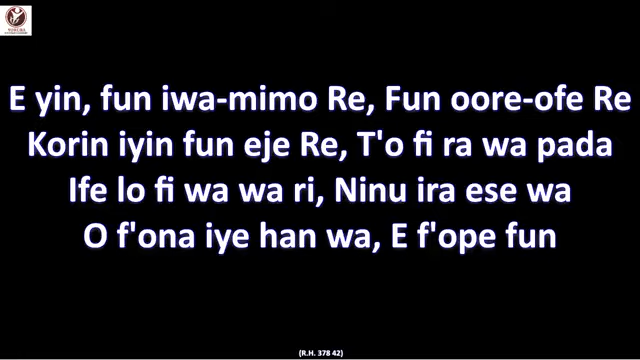 E yin, fun iwa-mimo Re, Fun oore-ofe Re
Korin iyin fun eje Re, T'o fi ra wa pada
Ife lo fi wa wa ri, Ninu ira ese wa
O f'ona iye han wa, E f'ope fun
(R.H. 378 42)